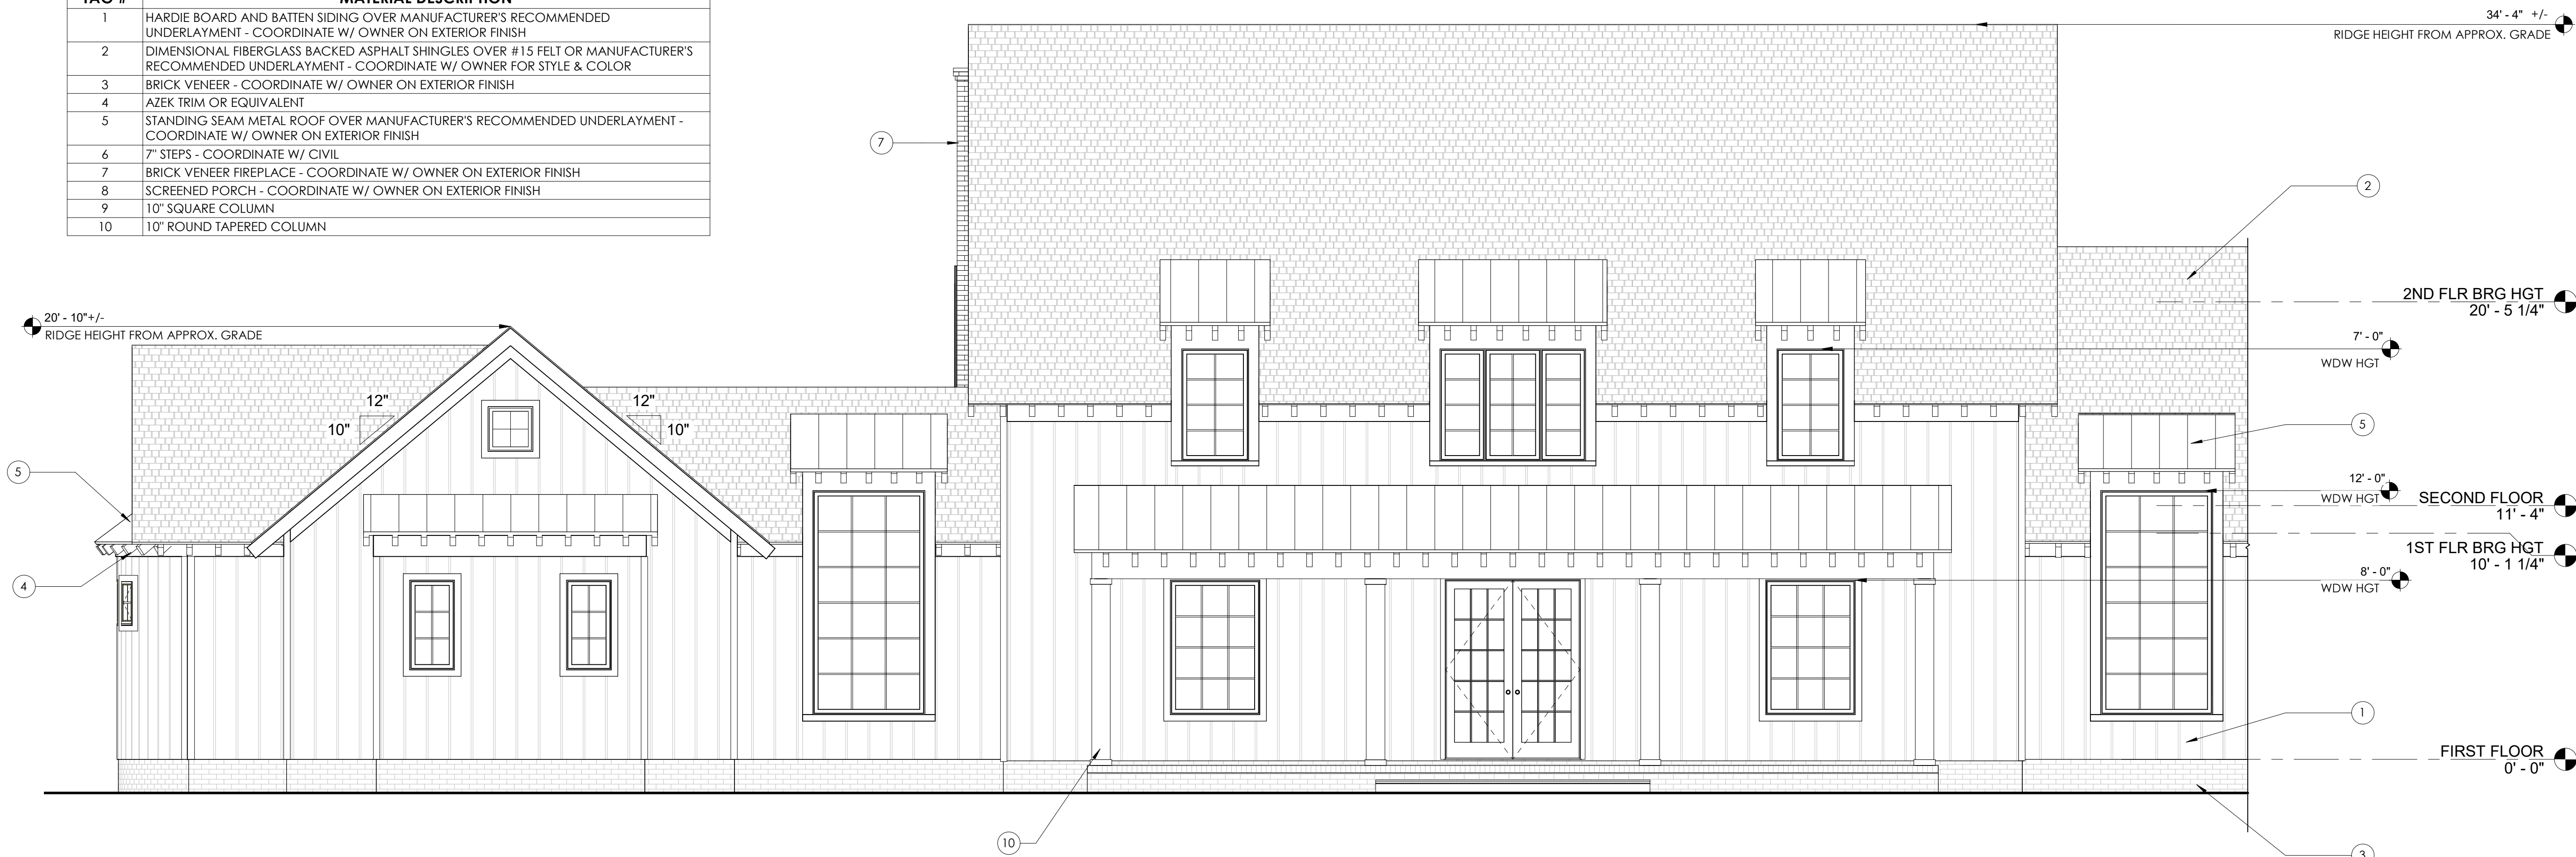 TAG # MATERIAL DESCRIPTION
1 HARDIE BOARD AND BATTEN SIDING OVER MANUFACTURER'S RECOMMENDED
UNDERLAYMENT - COORDINATE W/ OWNER ON EXTERIOR FINISH
2 DIMENSIONAL FIBERGLASS BACKED ASPHALT SHINGLES OVER #15 FELT OR MANUFACTURER'S
RECOMMENDED UNDERLAYMENT - COORDINATE W/ OWNER FOR STYLE & COLOR
3 BRICK VENEER - COORDINATE W/ OWNER ON EXTERIOR FINISH
4 AZEK TRIM OR EQUIVALENT
5 STANDING SEAM METAL ROOF OVER MANUFACTURER'S RECOMMENDED UNDERLAYMENT -
COORDINATE W/ OWNER ON EXTERIOR FINISH
6 7" STEPS - COORDINATE W/ CIVIL
7 BRICK VENEER FIREPLACE - COORDINATE W/ OWNER ON EXTERIOR FINISH
8 SCREENED PORCH - COORDINATE W/ OWNER ON EXTERIOR FINISH
9 10" SQUARE COLUMN
10 10" ROUND TAPERED COLUMN
34' - 4" +/-
RIDGE HEIGHT FROM APPROX. GRADE
7
2
2ND FLR BRG HGT
20' - 5 1/4"
20' - 10"+/-
RIDGE HEIGHT FROM APPROX. GRADE
7' - 0"
WDW HGT
12"
10"
12"
10"
5
5
12' - 0"
WDW HGT
SECOND FLOOR
11' - 4"
1ST FLR BRG HGT
10' - 1 1/4"
8' - 0"
WDW HGT
4
1
FIRST FLOOR
0' - 0"
10
3